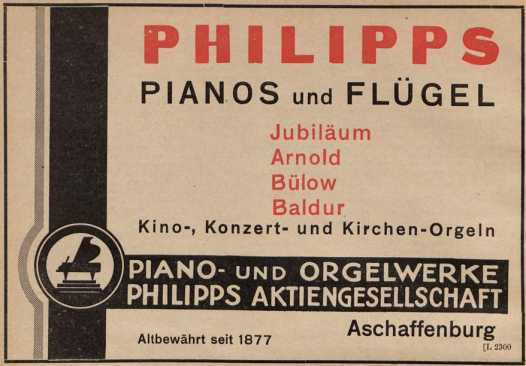 PHILIPPS
PIANOS und FLÜGEL
Jubiläum
Arnold
Bülow
Baldur
Kino-, Konzert- und Kirchen-Orgeln
PIANO- UND ORGELWERKE
PHILIPPS AKTIENGESELLSCHAFT
Aschaffenburg
Altbewährt seit 1877
[L 2300